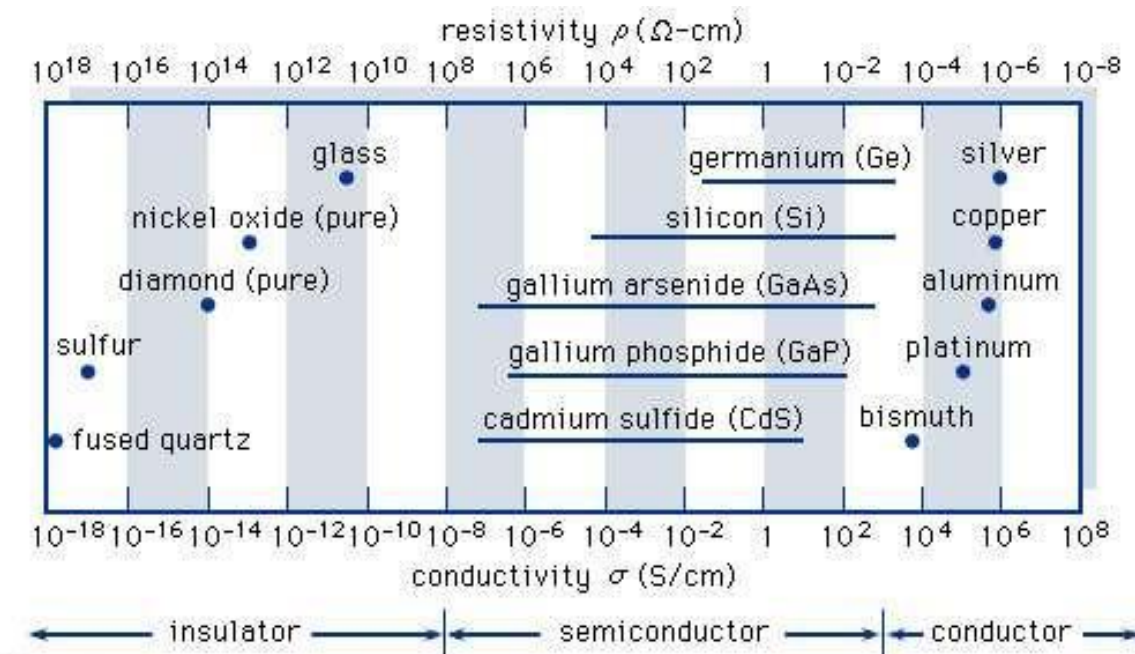 resistivity ρ (Ω-cm)
10¹⁸ 10¹⁶ 10¹⁴ 10¹² 10¹⁰ 10⁸ 10⁶ 10⁴ 10² 1 10⁻² 10⁻⁴ 10⁻⁶ 10⁻⁸
glass germanium (Ge) silver
nickel oxide (pure) silicon (Si) copper
diamond (pure) gallium arsenide (GaAs) aluminum
sulfur gallium phosphide (GaP) platinum
fused quartz cadmium sulfide (CdS) bismuth
10⁻¹⁸ 10⁻¹⁶ 10⁻¹⁴ 10⁻¹² 10⁻¹⁰ 10⁻⁸ 10⁻⁶ 10⁻⁴ 10⁻² 1 10² 10⁴ 10⁶ 10⁸
conductivity σ (S/cm)
insulator semiconductor conductor